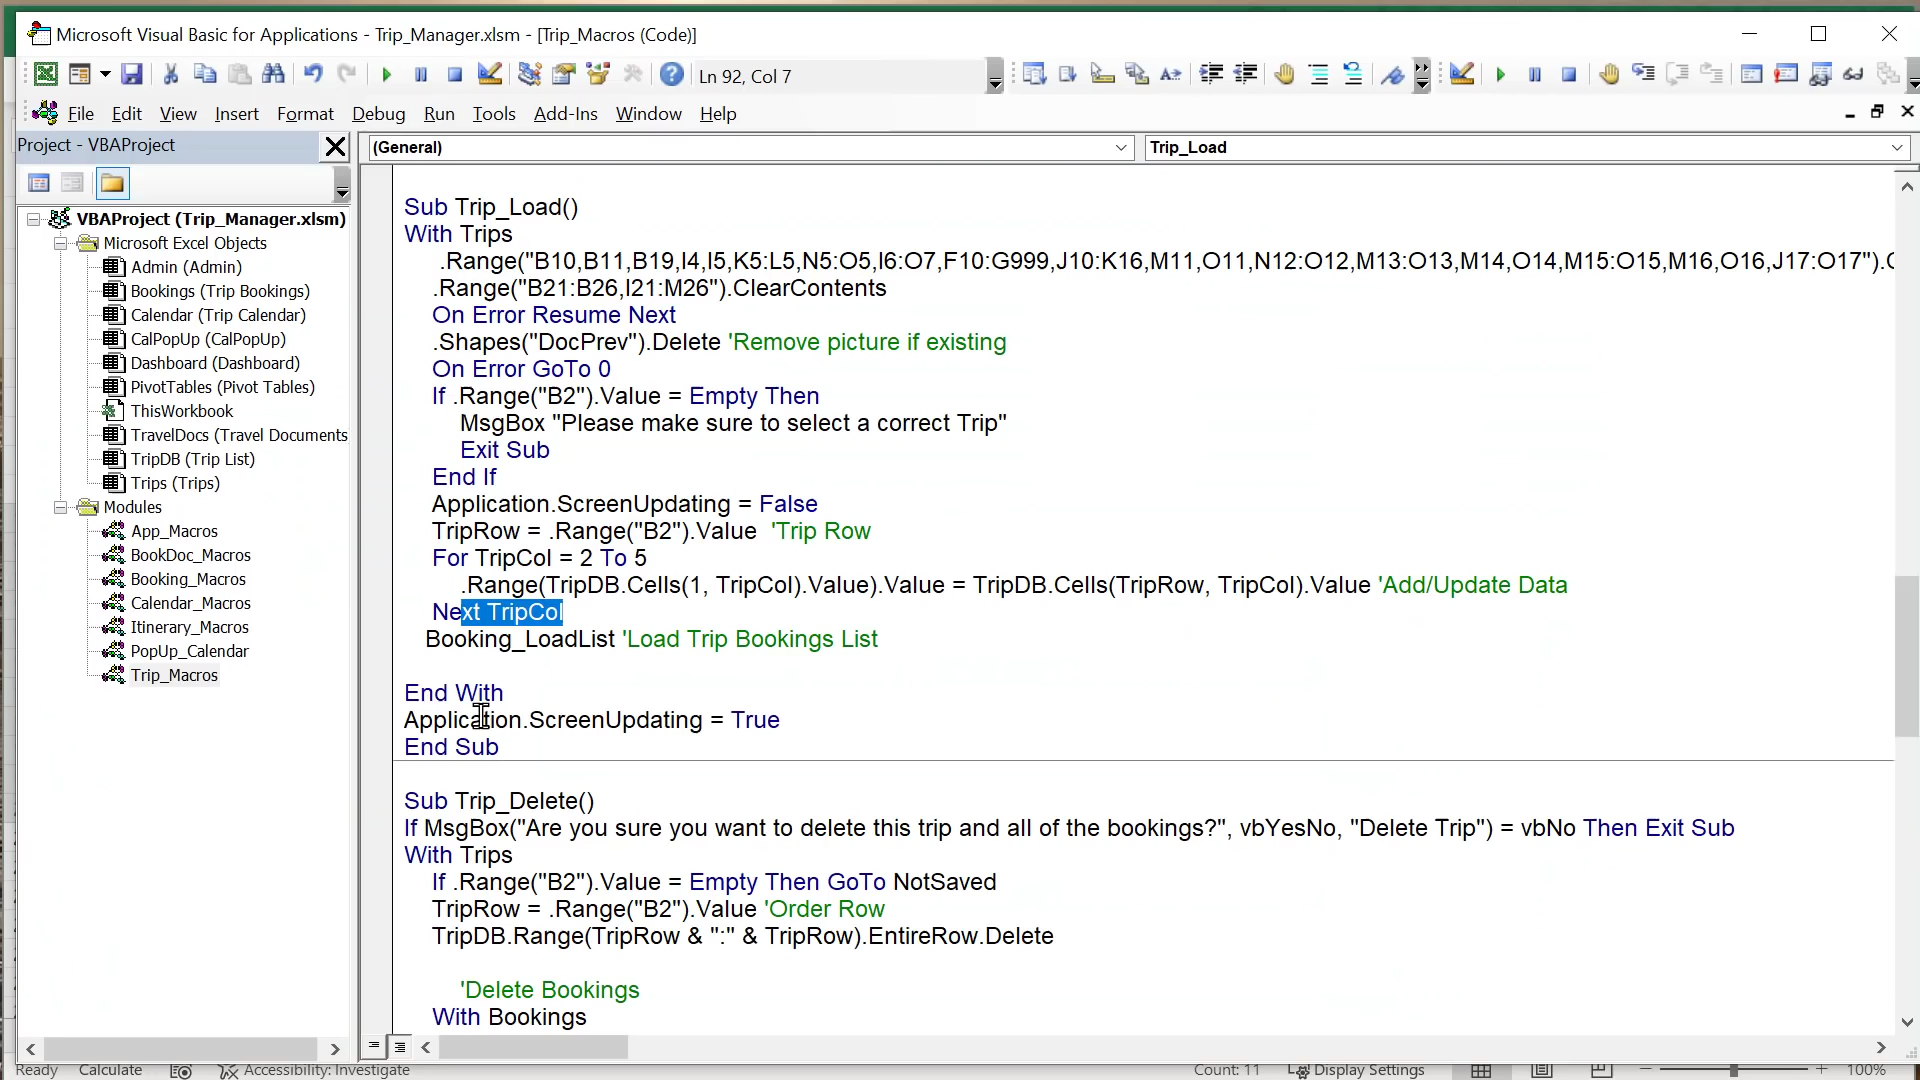 Microsoft Visual Basic for Applications - Trip_Manager.xlsm - [Trip_Macros (Code)]
Ln 92, Col 7
File Edit View Insert Format Debug Run Tools Add-Ins Window Help
Project - VBAProject
(General)
Trip_Load
VBAProject (Trip_Manager.xlsm)
Microsoft Excel Objects
Admin (Admin)
Bookings (Trip Bookings)
Calendar (Trip Calendar)
CalPopUp (CalPopUp)
Dashboard (Dashboard)
PivotTables (Pivot Tables)
ThisWorkbook
TravelDocs (Travel Documents
TripDB (Trip List)
Trips (Trips)
Modules
App_Macros
BookDoc_Macros
Booking_Macros
Calendar_Macros
Itinerary_Macros
PopUp_Calendar
Trip_Macros
Sub Trip_Load()
With Trips
.Range("B10,B11,B19,I4,I5,K5:L5,N5:O5,I6:O7,F10:G999,J10:K16,M11,O11,N12:O12,M13:O13,M14,O14,M15:O15,M16,O16,J17:O17").C
.Range("B21:B26,I21:M26").ClearContents
On Error Resume Next
.Shapes("DocPrev").Delete 'Remove picture if existing
On Error GoTo 0
If .Range("B2").Value = Empty Then
MsgBox "Please make sure to select a correct Trip"
Exit Sub
End If
Application.ScreenUpdating = False
TripRow = .Range("B2").Value 'Trip Row
For TripCol = 2 To 5
.Range(TripDB.Cells(1, TripCol).Value).Value = TripDB.Cells(TripRow, TripCol).Value 'Add/Update Data
Next TripCol
Booking_LoadList 'Load Trip Bookings List
End With
Application.ScreenUpdating = True
End Sub
Sub Trip_Delete()
If MsgBox("Are you sure you want to delete this trip and all of the bookings?", vbYesNo, "Delete Trip") = vbNo Then Exit Sub
With Trips
If .Range("B2").Value = Empty Then GoTo NotSaved
TripRow = .Range("B2").Value 'Order Row
TripDB.Range(TripRow & ":" & TripRow).EntireRow.Delete
'Delete Bookings
With Bookings
Ready Calculate Accessibility: Investigate Count: 11 Display Settings 100%